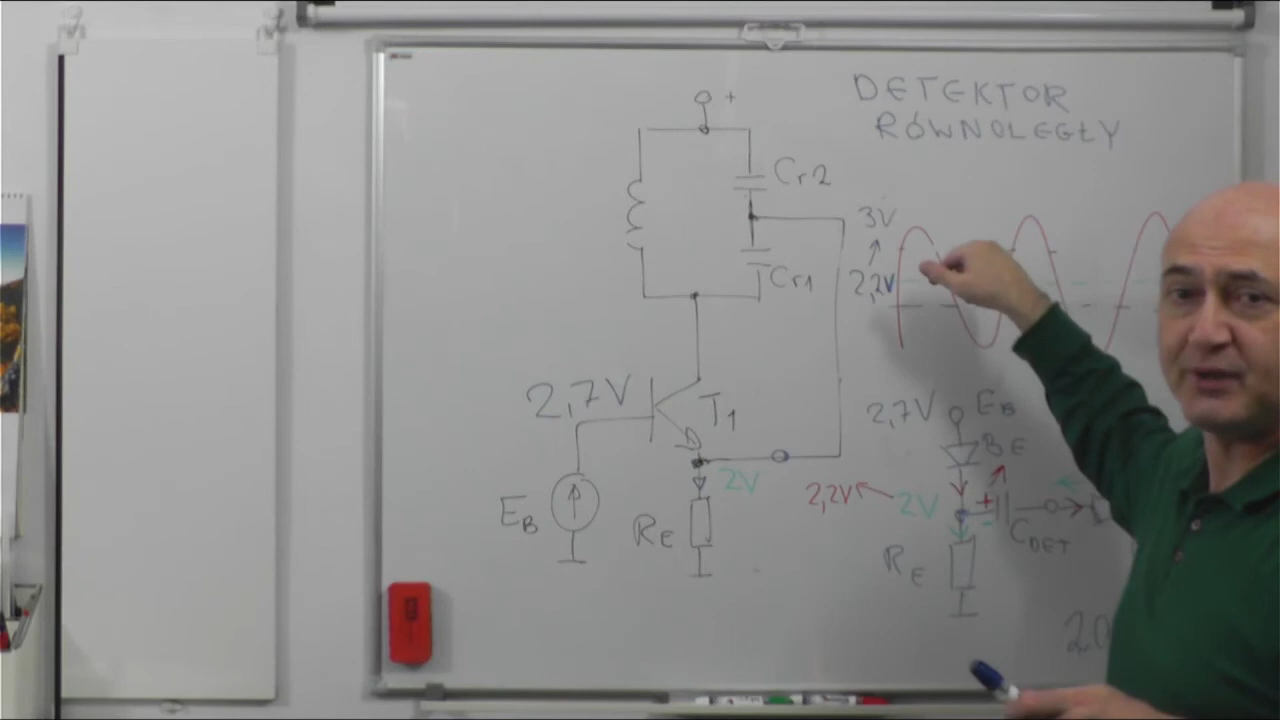 DETEKTOR
RÓWNOLEGŁY
+
Cr2
3V
Cr1
2,2V
2,7V
T1
2,7V
EB
BE
2V
2,2V
2V
+
EB
RE
CDET
RE